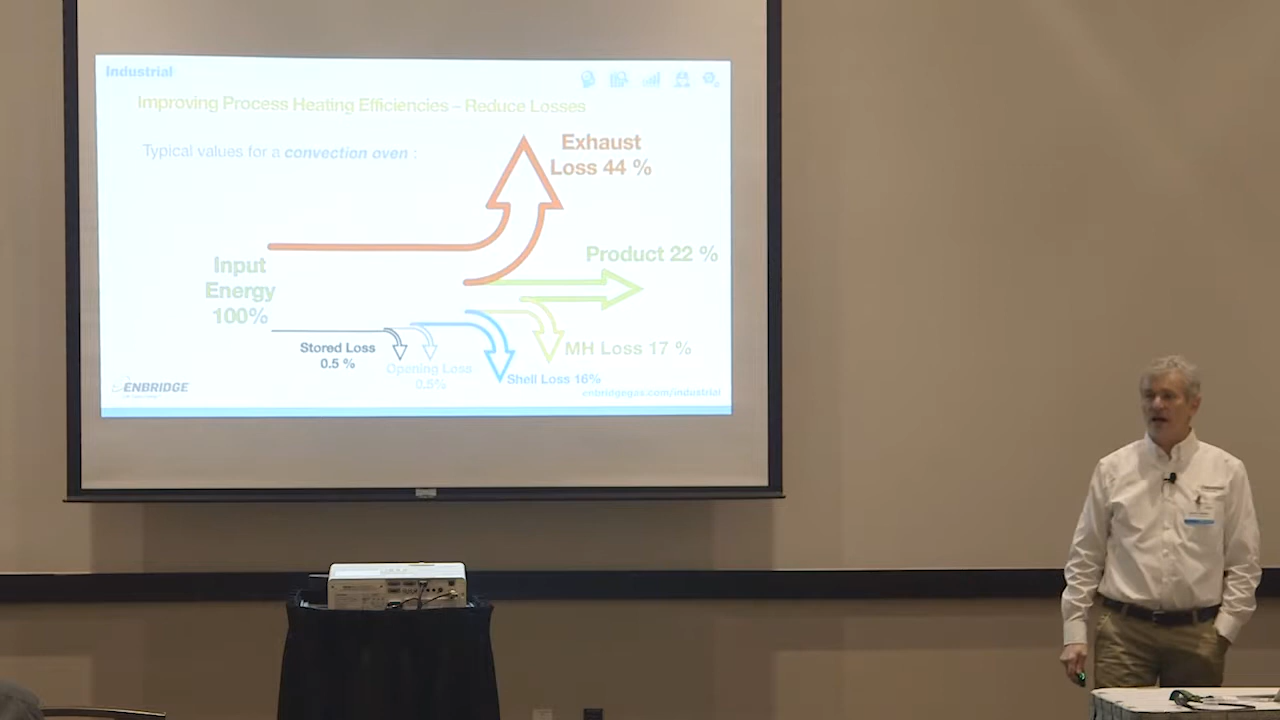 Industrial
Improving Process Heating Efficiencies – Reduce Losses
Typical values for a convection oven :
Exhaust
Loss 44 %
Product 22 %
Input
Energy
100%
Stored Loss
0.5 %
Opening Loss
0.5%
Shell Loss 16%
MH Loss 17 %
ENBRIDGE
enbridgegas.com/industrial